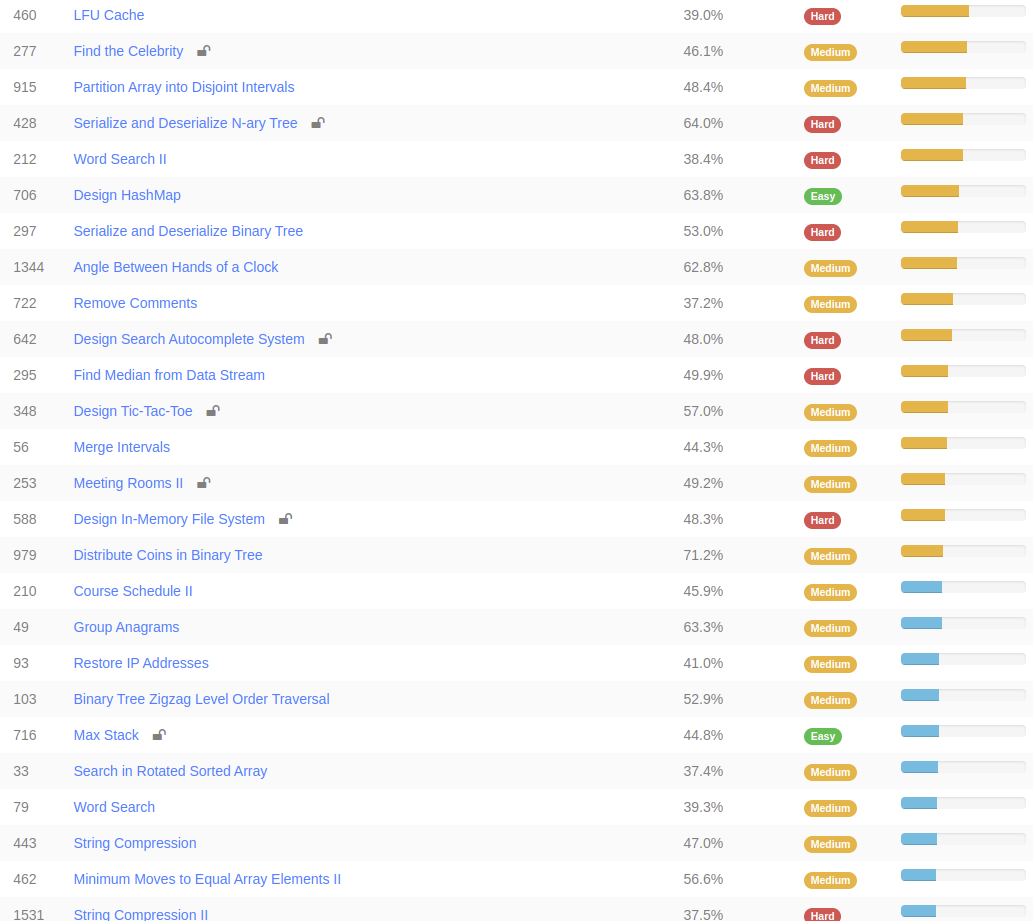 460 LFU Cache 39.0% Hard
277 Find the Celebrity 46.1% Medium
915 Partition Array into Disjoint Intervals 48.4% Medium
428 Serialize and Deserialize N-ary Tree 64.0% Hard
212 Word Search II 38.4% Hard
706 Design HashMap 63.8% Easy
297 Serialize and Deserialize Binary Tree 53.0% Hard
1344 Angle Between Hands of a Clock 62.8% Medium
722 Remove Comments 37.2% Medium
642 Design Search Autocomplete System 48.0% Hard
295 Find Median from Data Stream 49.9% Hard
348 Design Tic-Tac-Toe 57.0% Medium
56 Merge Intervals 44.3% Medium
253 Meeting Rooms II 49.2% Medium
588 Design In-Memory File System 48.3% Hard
979 Distribute Coins in Binary Tree 71.2% Medium
210 Course Schedule II 45.9% Medium
49 Group Anagrams 63.3% Medium
93 Restore IP Addresses 41.0% Medium
103 Binary Tree Zigzag Level Order Traversal 52.9% Medium
716 Max Stack 44.8% Easy
33 Search in Rotated Sorted Array 37.4% Medium
79 Word Search 39.3% Medium
443 String Compression 47.0% Medium
462 Minimum Moves to Equal Array Elements II 56.6% Medium
1531 String Compression II 37.5% Hard